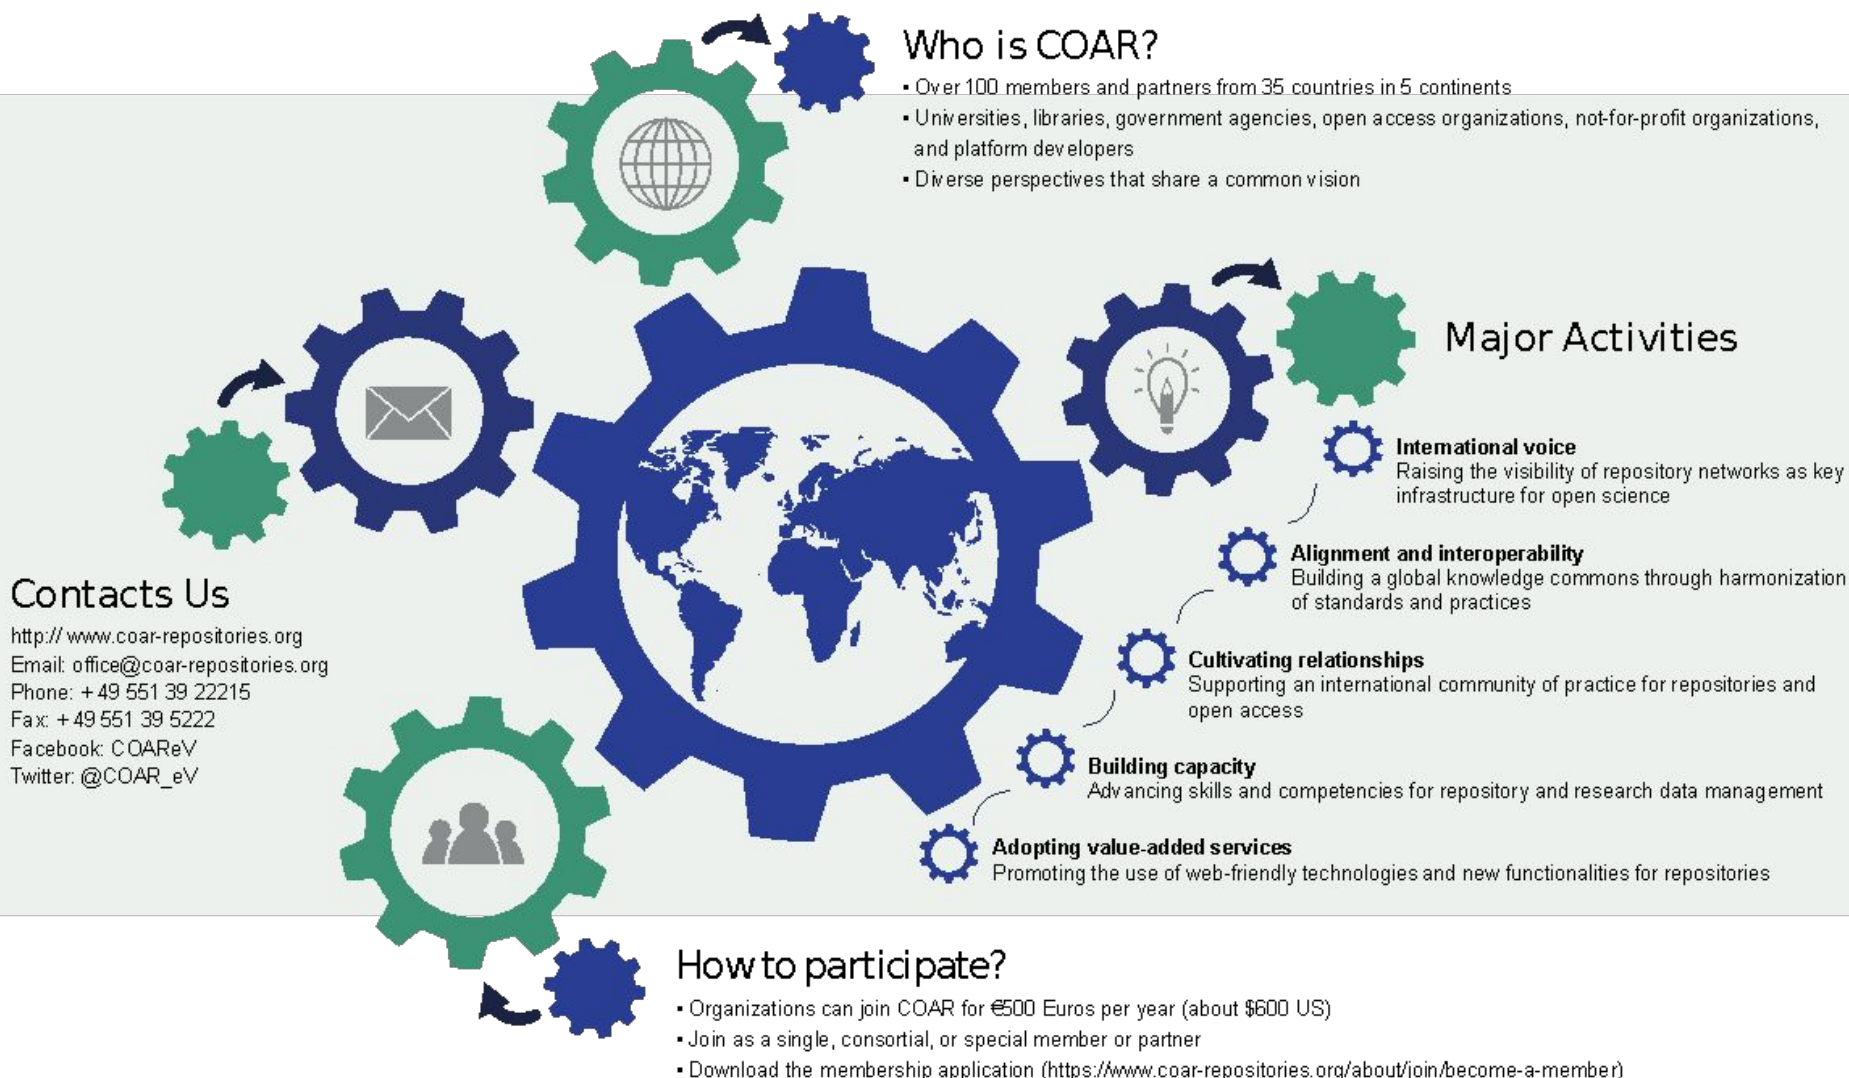 Who is COAR?
▪ Over 100 members and partners from 35 countries in 5 continents
▪ Universities, libraries, government agencies, open access organizations, not-for-profit organizations,
and platform developers
▪ Diverse perspectives that share a common vision
Major Activities
International voice
Raising the visibility of repository networks as key
infrastructure for open science
Alignment and interoperability
Building a global knowledge commons through harmonization
of standards and practices
Cultivating relationships
Supporting an international community of practice for repositories and
open access
Building capacity
Advancing skills and competencies for repository and research data management
Adopting value-added services
Promoting the use of web-friendly technologies and new functionalities for repositories
Contacts Us
http:// www.coar-repositories.org
Email: office@coar-repositories.org
Phone: +49 551 39 22215
Fax: +49 551 39 5222
Facebook: COAReV
Twitter: @COAR_eV
How to participate?
▪ Organizations can join COAR for €500 Euros per year (about $600 US)
▪ Join as a single, consortial, or special member or partner
▪ Download the membership application (https://www.coar-repositories.org/about/join/become-a-member)